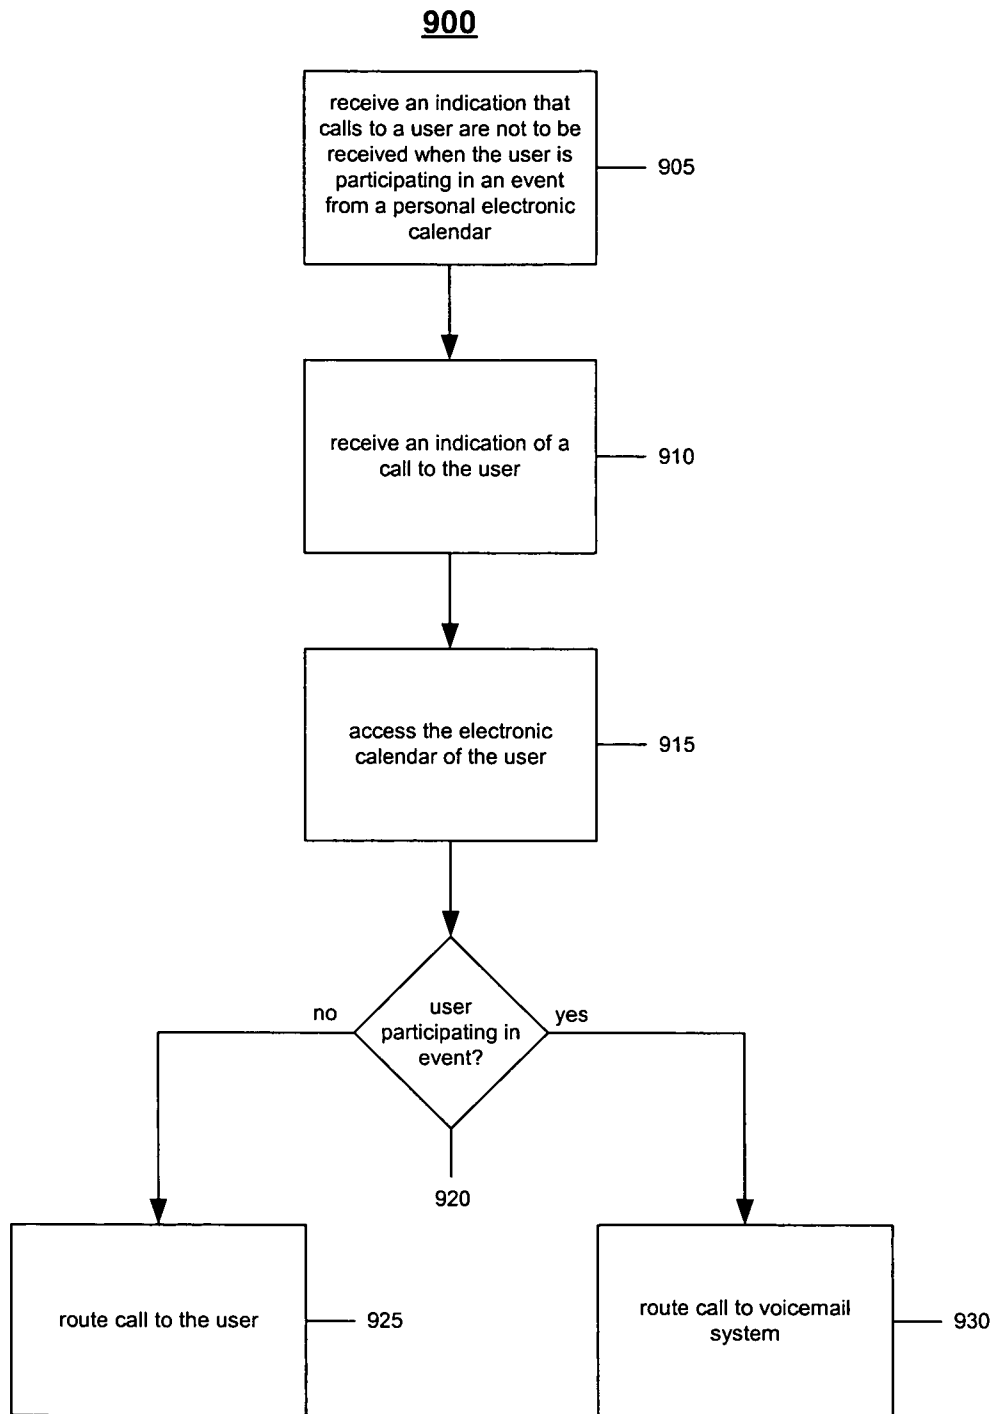 900
receive an indication that
calls to a user are not to be
received when the user is
participating in an event
from a personal electronic
calendar
905
receive an indication of a
call to the user
910
access the electronic
calendar of the user
915
no
user
participating in
event?
yes
920
route call to the user
925
route call to voicemail
system
930